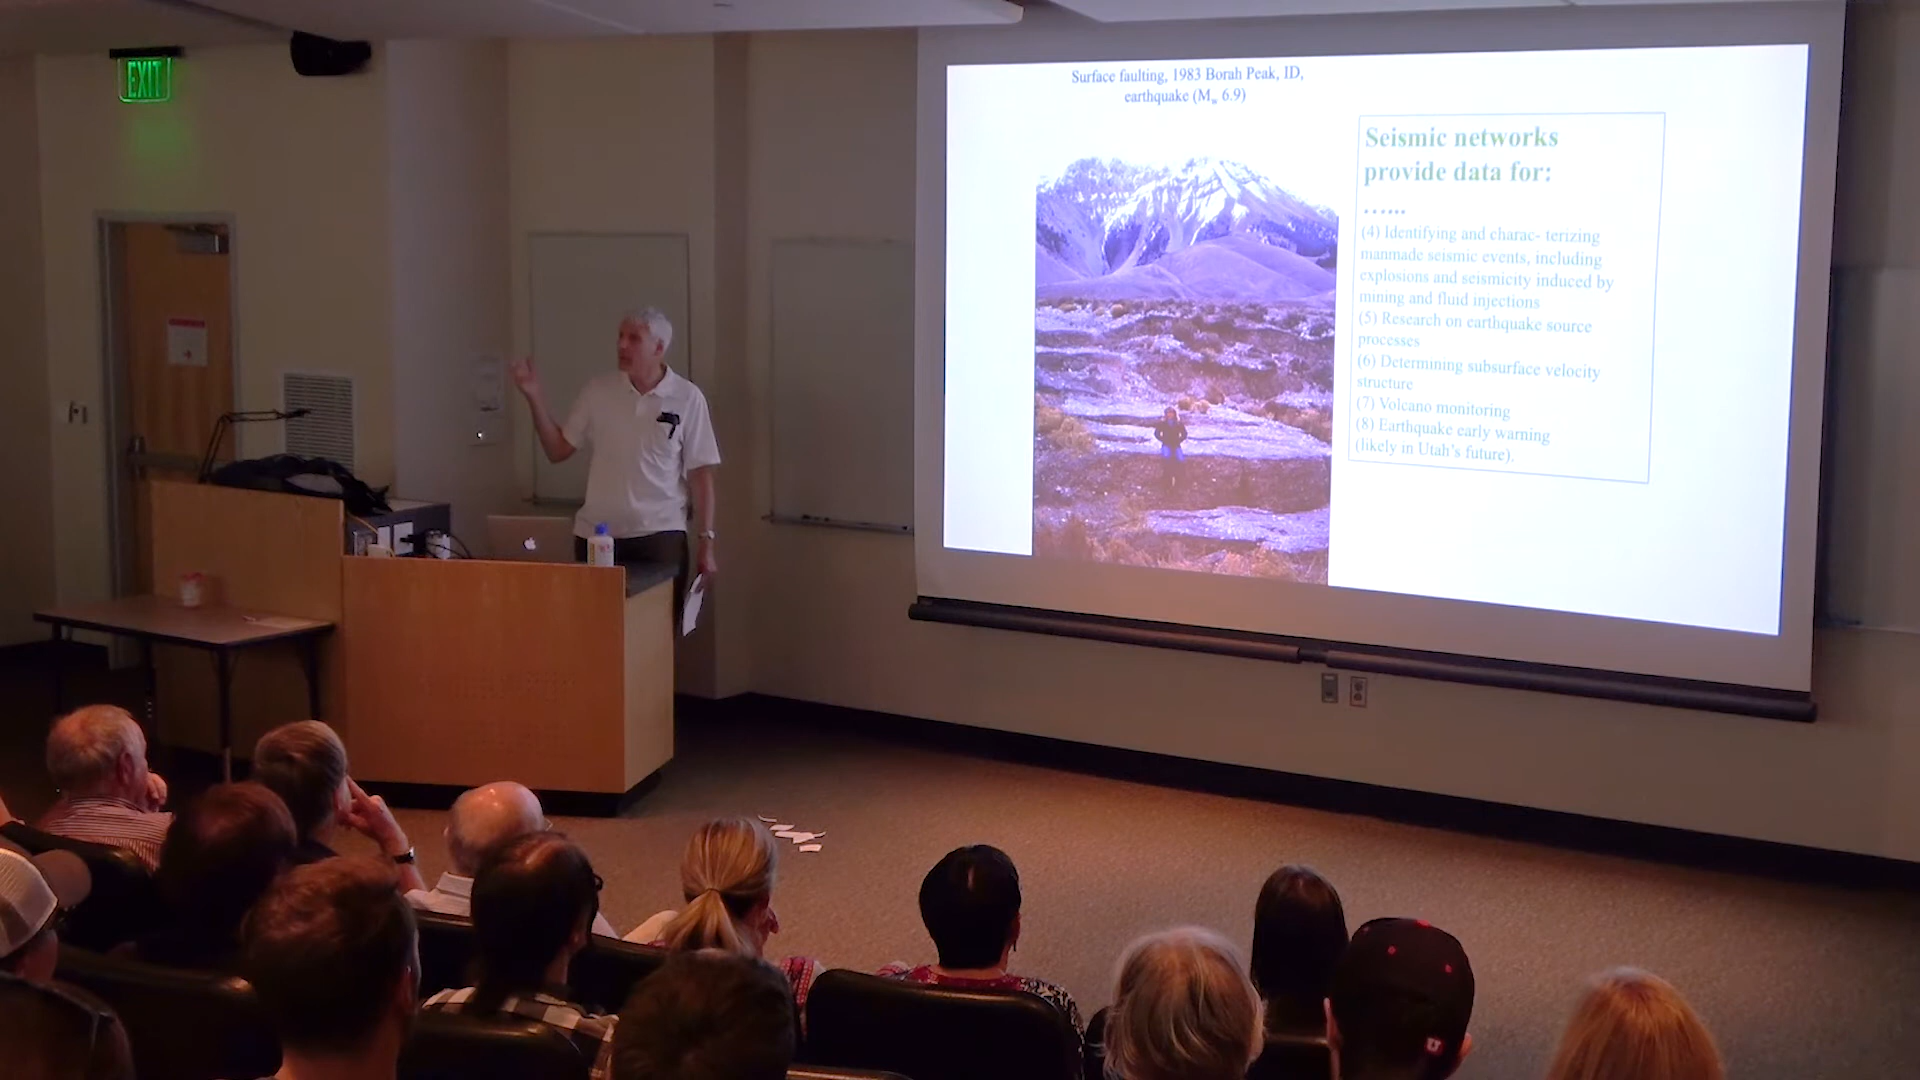 EXIT
Surface faulting, 1983 Borah Peak, ID,
earthquake (Mw 6.9)
Seismic networks
provide data for:
......
(4) Identifying and charac- terizing
manmade seismic events, including
explosions and seismicity induced by
mining and fluid injections
(5) Research on earthquake source
processes
(6) Determining subsurface velocity
structure
(7) Volcano monitoring
(8) Earthquake early warning
(likely in Utah's future).